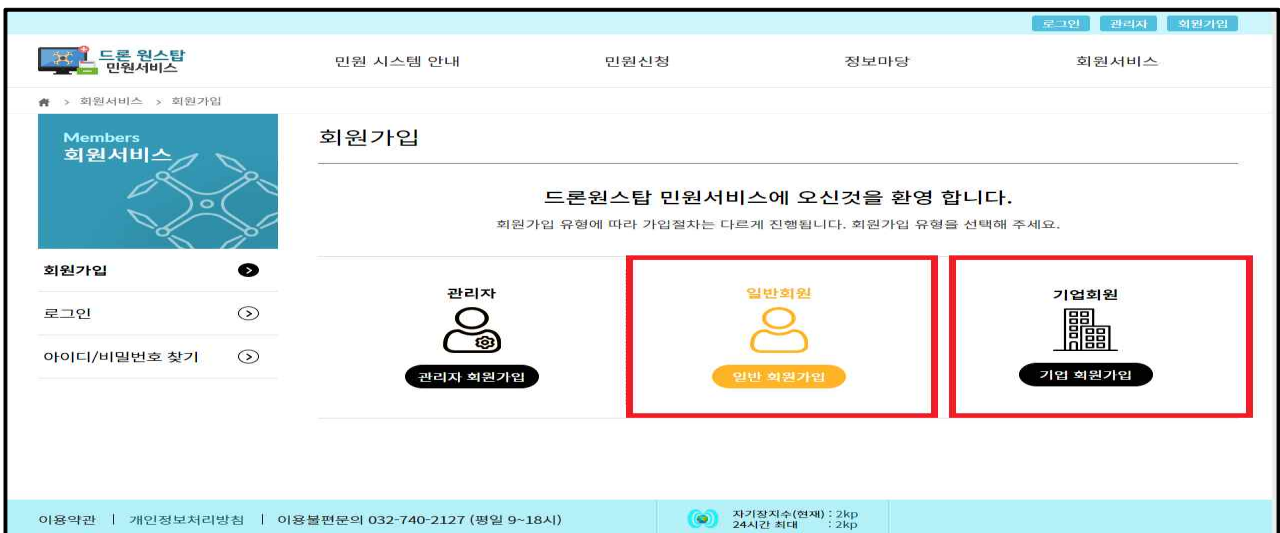 로그인 관리자 회원가입
드론 원스탑
민원서비스
민원 시스템 안내 민원신청 정보마당 회원서비스
> 회원서비스 > 회원가입
Members
회원서비스
회원가입
로그인
아이디/비밀번호 찾기
회원가입
드론원스탑 민원서비스에 오신것을 환영 합니다.
회원가입 유형에 따라 가입절차는 다르게 진행됩니다. 회원가입 유형을 선택해 주세요.
관리자
관리자 회원가입
일반회원
일반 회원가입
기업회원
기업 회원가입
이용약관 | 개인정보처리방침 | 이용불편문의 032-740-2127 (평일 9~18시)
자기장지수(현재) : 2kp
24시간 최대 : 2kp